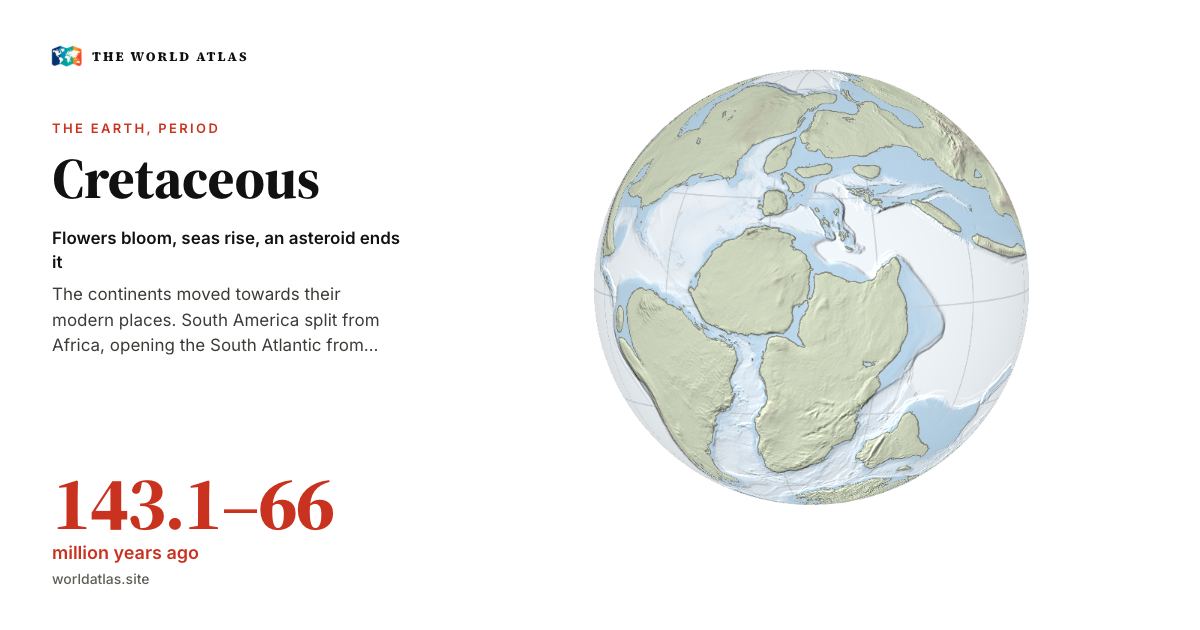 THE WORLD ATLAS
THE EARTH, PERIOD
Cretaceous
Flowers bloom, seas rise, an asteroid ends
it
The continents moved towards their
modern places. South America split from
Africa, opening the South Atlantic from...
143.1–66
million years ago
worldatlas.site